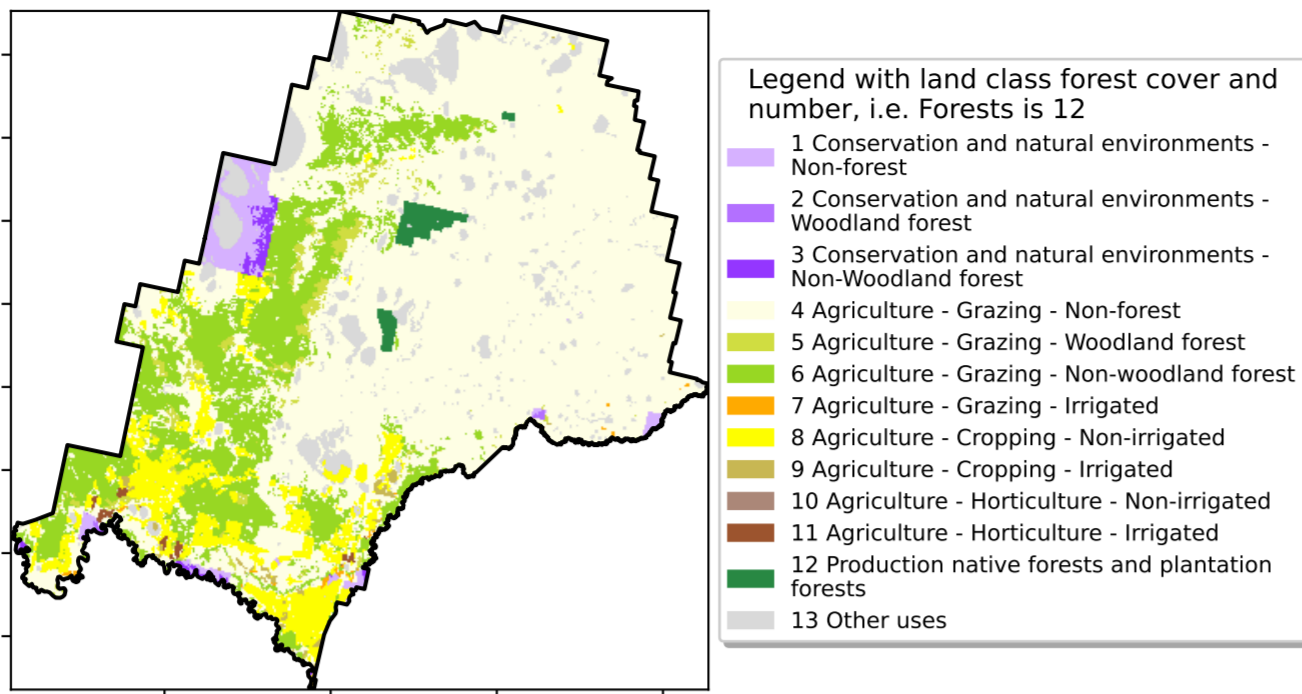 Legend with land class forest cover and
number, i.e. Forests is 12
1 Conservation and natural environments -
Non-forest
2 Conservation and natural environments -
Woodland forest
3 Conservation and natural environments -
Non-Woodland forest
4 Agriculture - Grazing - Non-forest
5 Agriculture - Grazing - Woodland forest
6 Agriculture - Grazing - Non-woodland forest
7 Agriculture - Grazing - Irrigated
8 Agriculture - Cropping - Non-irrigated
9 Agriculture - Cropping - Irrigated
10 Agriculture - Horticulture - Non-irrigated
11 Agriculture - Horticulture - Irrigated
12 Production native forests and plantation
forests
13 Other uses